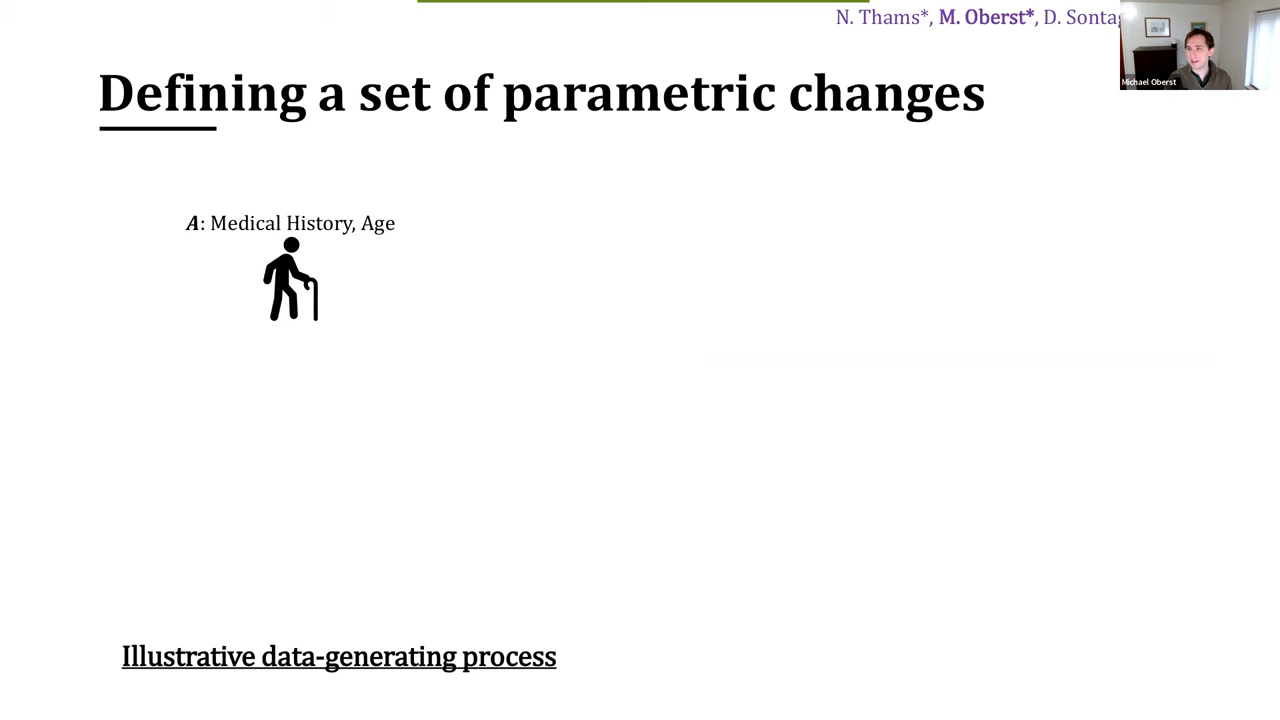 N. Thams*, M. Oberst*, D. Sontag
Michael Oberst
Defining a set of parametric changes
A: Medical History, Age
Illustrative data-generating process